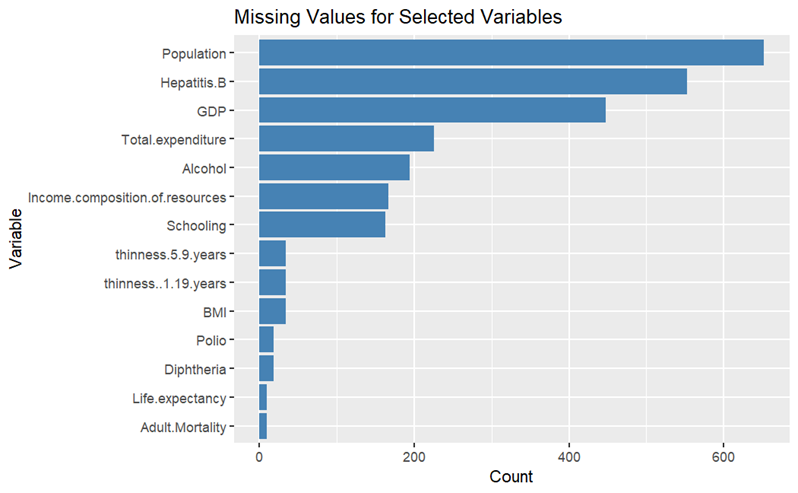 Missing Values for Selected Variables
Population
Hepatitis.B
GDP
Total.expenditure
Alcohol
Income.composition.of.resources
Schooling
thinness.5.9.years
thinness..1.19.years
BMI
Polio
Diphtheria
Life.expectancy
Adult.Mortality
Variable
0 200 400 600
Count